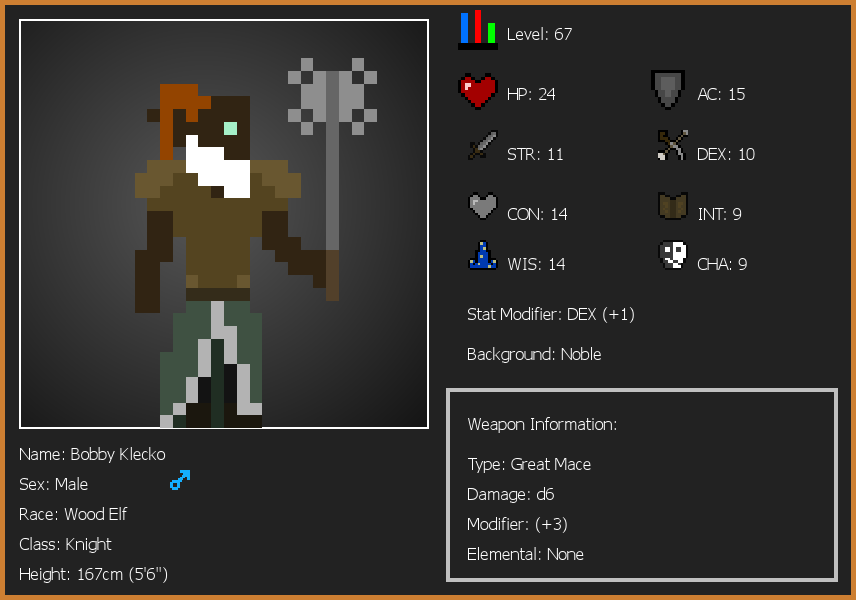 Level: 67
HP: 24
AC: 15
STR: 11
DEX: 10
CON: 14
INT: 9
WIS: 14
CHA: 9
Stat Modifier: DEX (+1)
Background: Noble
Weapon Information:
Type: Great Mace
Damage: d6
Modifier: (+3)
Elemental: None
Name: Bobby Klecko
Sex: Male
Race: Wood Elf
Class: Knight
Height: 167cm (5'6")